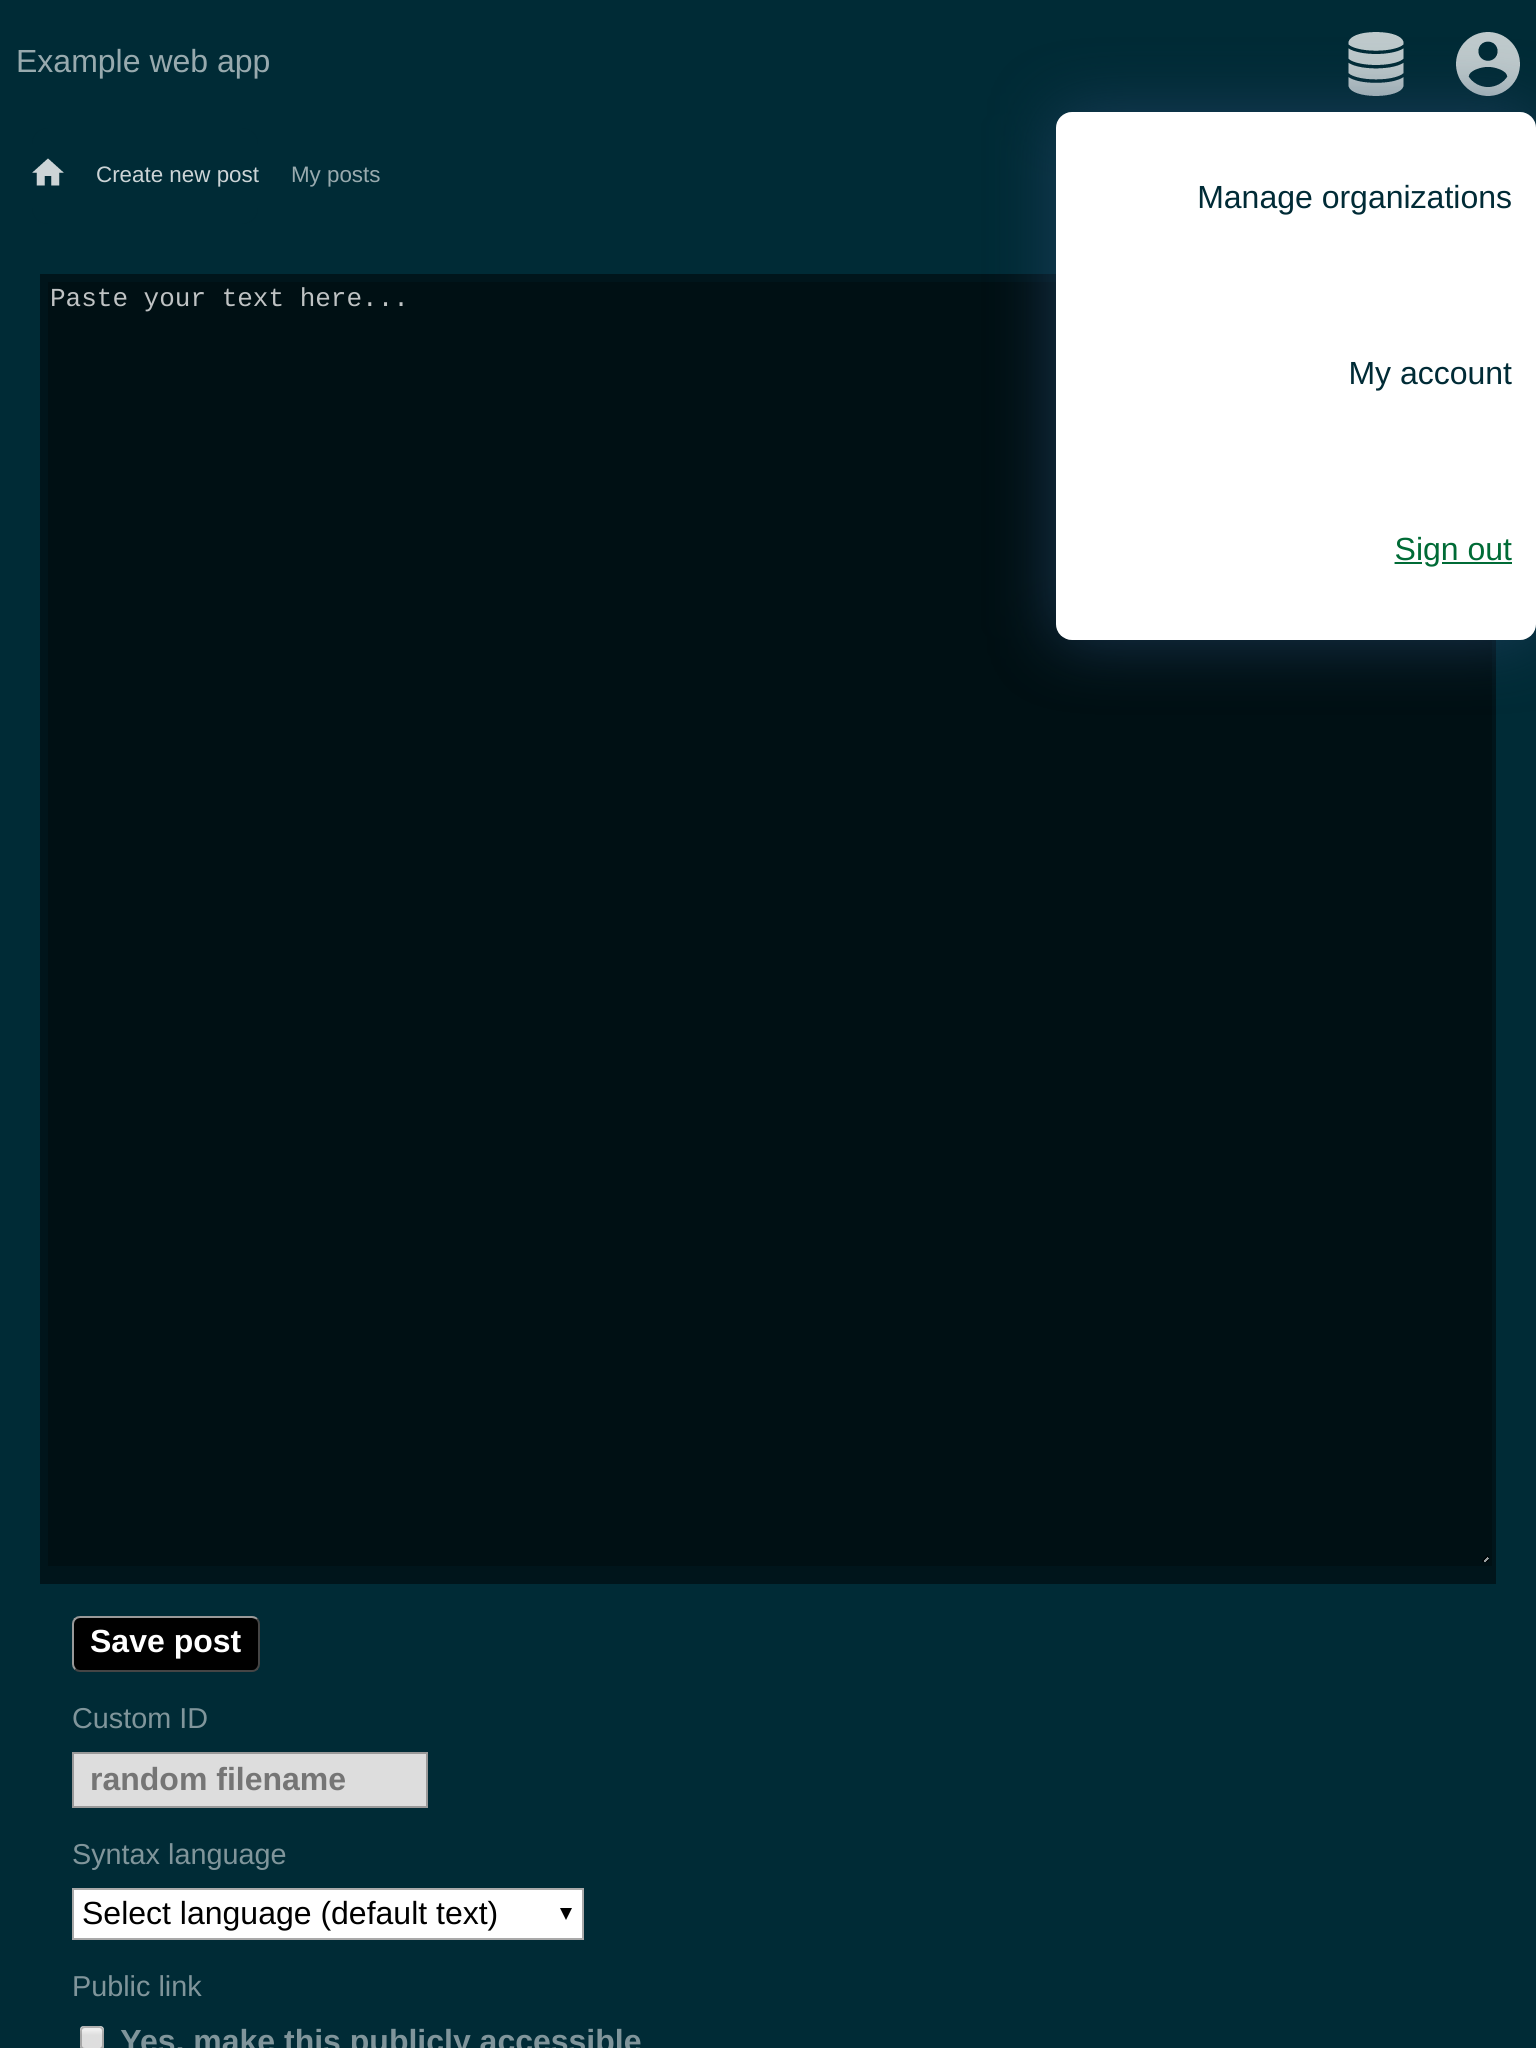 Example web app
Create new post My posts
Manage organizations
My account
Sign out
Paste your text here...
Save post
Custom ID
random filename
Syntax language
Select language (default text)
Public link
Yes, make this publicly accessible